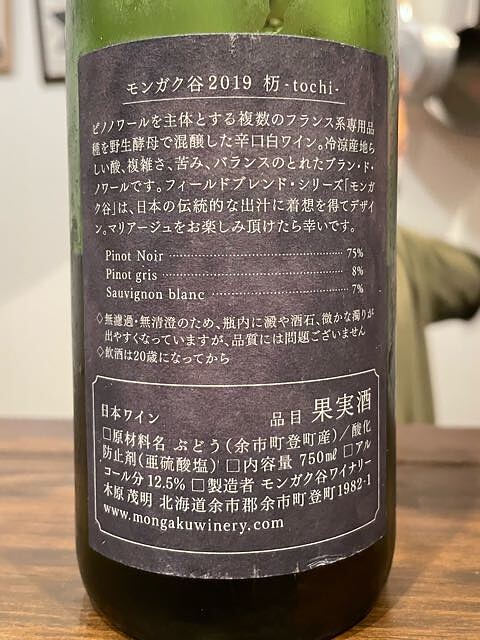 モンガク谷2019 栃 -tochi-
ピノノワールを主体とする複数のフランス系専用品
種を野生酵母で混醸した辛口白ワイン。冷涼産地ら
しい酸、複雑さ、苦み、バランスのとれたブラン・ド・
ノワールです。フィールドブレンド・シリーズ「モンガ
ク谷」は、日本の伝統的な出汁に着想を得てデザイ
ン。マリアージュをお楽しみ頂けたら幸いです。
Pinot Noir 75%
Pinot gris 8%
Sauvignon blanc 7%
◇無濾過・無清澄のため、瓶内に澱や酒石、微かな濁りが
出やすくなっていますが、品質には問題ございません
◇飲酒は20歳になってから
日本ワイン 品目 果実酒
□原材料名 ぶどう(余市町登町産)/酸化
防止剤(亜硫酸塩) □内容量 750㎖ □アル
コール分 12.5% □製造者 モンガク谷ワイナリー
木原茂明 北海道余市郡余市町登町1982-1
www.mongakuwinery.com